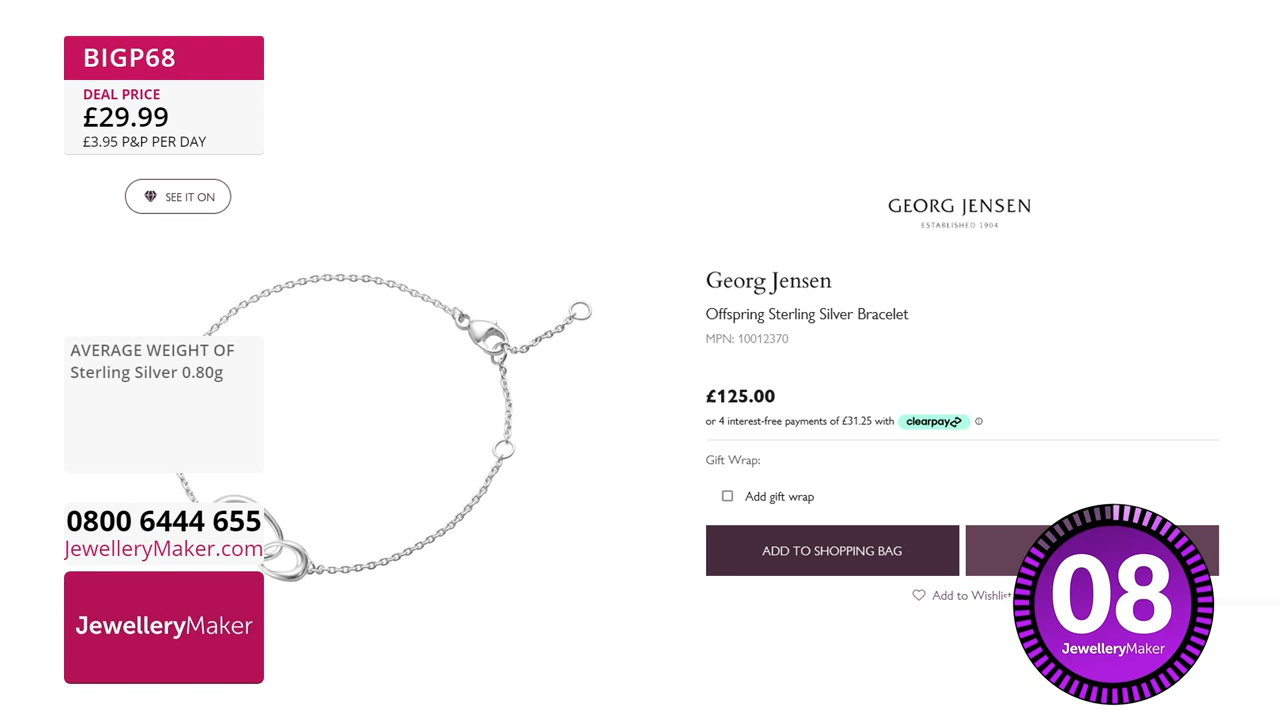 BIGP68
DEAL PRICE
£29.99
£3.95 P&P PER DAY
SEE IT ON
AVERAGE WEIGHT OF
Sterling Silver 0.80g
0800 6444 655
JewelleryMaker.com
JewelleryMaker
GEORG JENSEN
ESTABLISHED 1904
Georg Jensen
Offspring Sterling Silver Bracelet
MPN: 10012370
£125.00
or 4 interest-free payments of £31.25 with clearpay
Gift Wrap:
Add gift wrap
ADD TO SHOPPING BAG
Add to Wishlist
08
JewelleryMaker